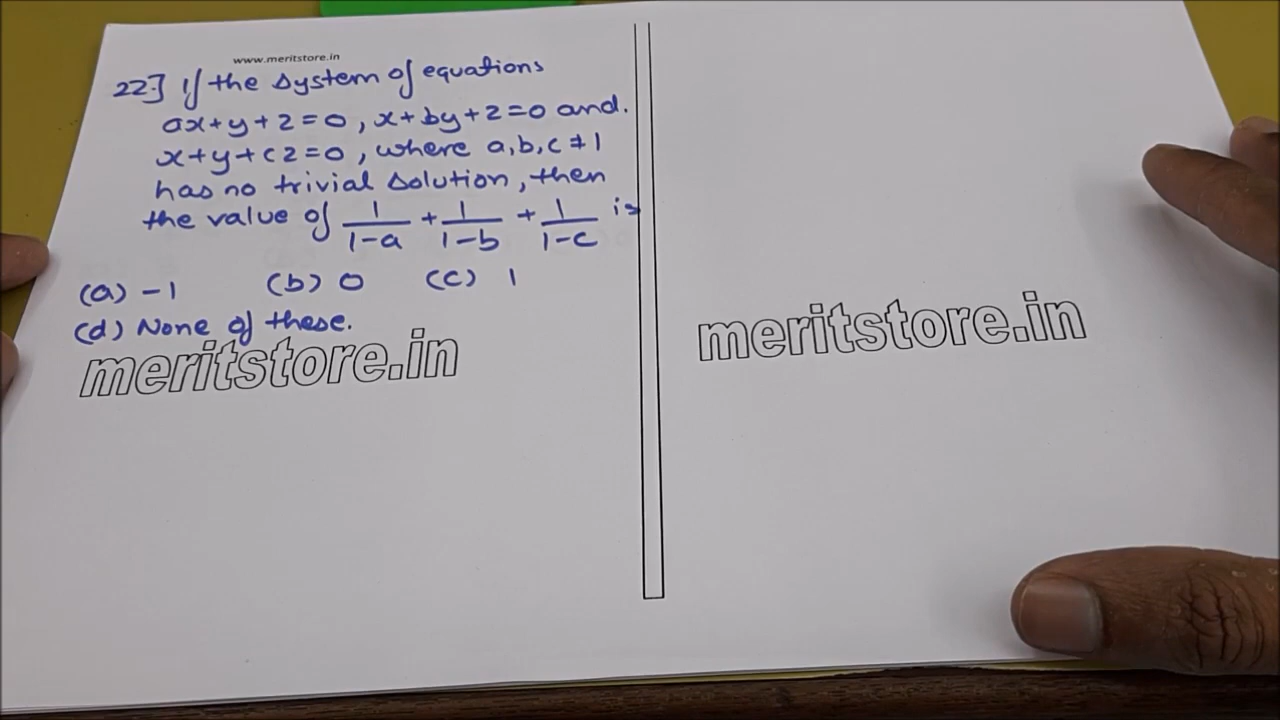 www.meritstore.in
22] If the system of equations
ax+y+z=0, x+by+z=0 and.
x+y+cz=0, where a,b,c ≠ 1
has no trivial solution, then
the value of 1/(1-a) + 1/(1-b) + 1/(1-c) is
(a) -1 (b) 0 (c) 1
(d) None of these.
meritstore.in
meritstore.in